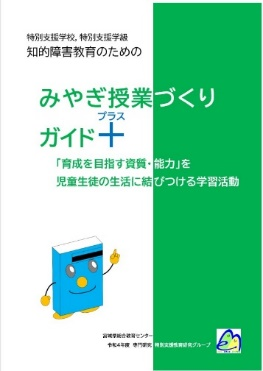 特別支援学校，特別支援学級
知的障害教育のための
みやぎ授業づくり
プラス
ガイド＋
「育成を目指す資質・能力」を
児童生徒の生活に結びつける学習活動
宮城県総合教育センター
令和４年度 専門研究 特別支援教育研究グループ